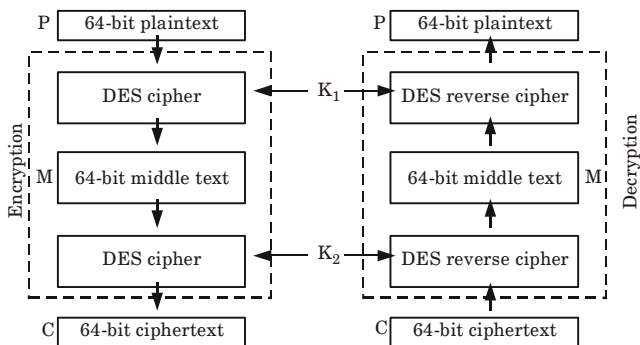 P 64-bit plaintext
Encryption
DES cipher
M 64-bit middle text
DES cipher
C 64-bit ciphertext
K1
K2
P 64-bit plaintext
DES reverse cipher
64-bit middle text M
DES reverse cipher
Decryption
C 64-bit ciphertext